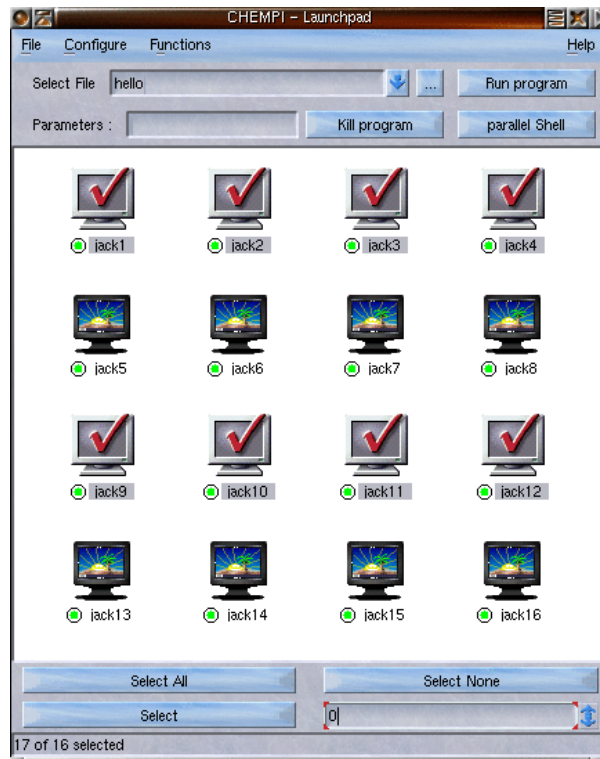 CHEMPI – Launchpad
File Configure Functions Help
Select File hello ... Run program
Parameters : Kill program parallel Shell
jack1 jack2 jack3 jack4
jack5 jack6 jack7 jack8
jack9 jack10 jack11 jack12
jack13 jack14 jack15 jack16
Select All Select None
Select 0
17 of 16 selected